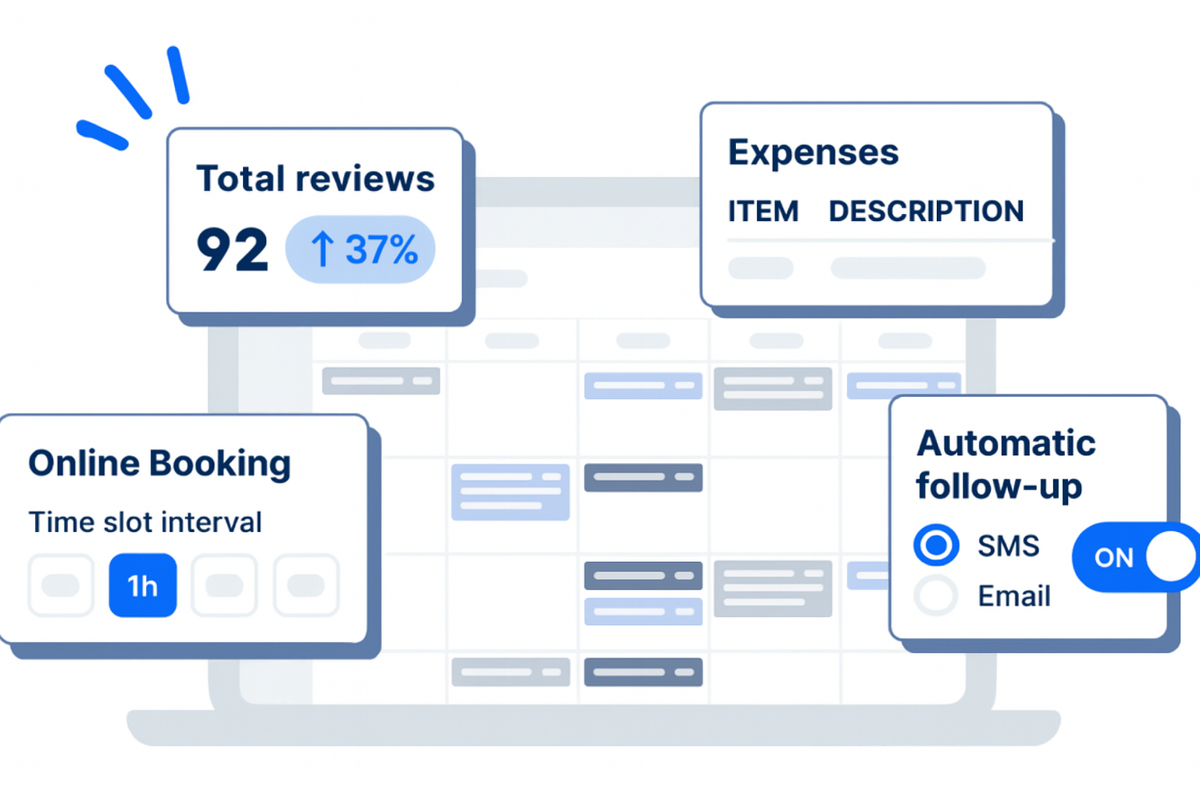 Total reviews
92 ↑ 37%
Expenses
ITEM DESCRIPTION
Online Booking
Time slot interval
1h
Automatic
follow-up
SMS
ON
Email